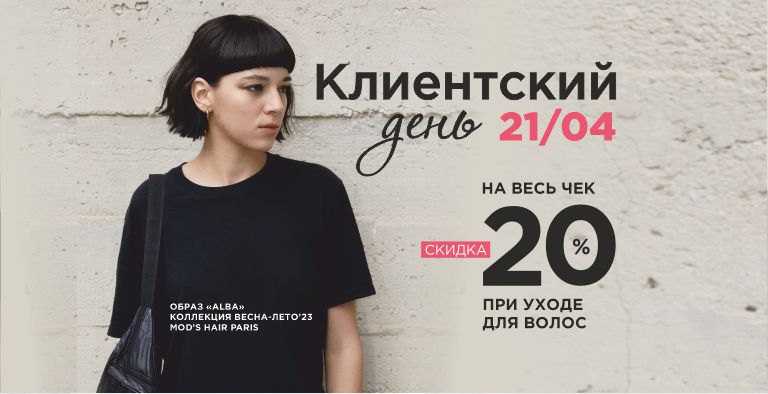 Клиентский
день 21/04
НА ВЕСЬ ЧЕК
СКИДКА 20%
ПРИ УХОДЕ
ДЛЯ ВОЛОС
ОБРАЗ «ALBA»
КОЛЛЕКЦИЯ ВЕСНА-ЛЕТО'23
MOD'S HAIR PARIS